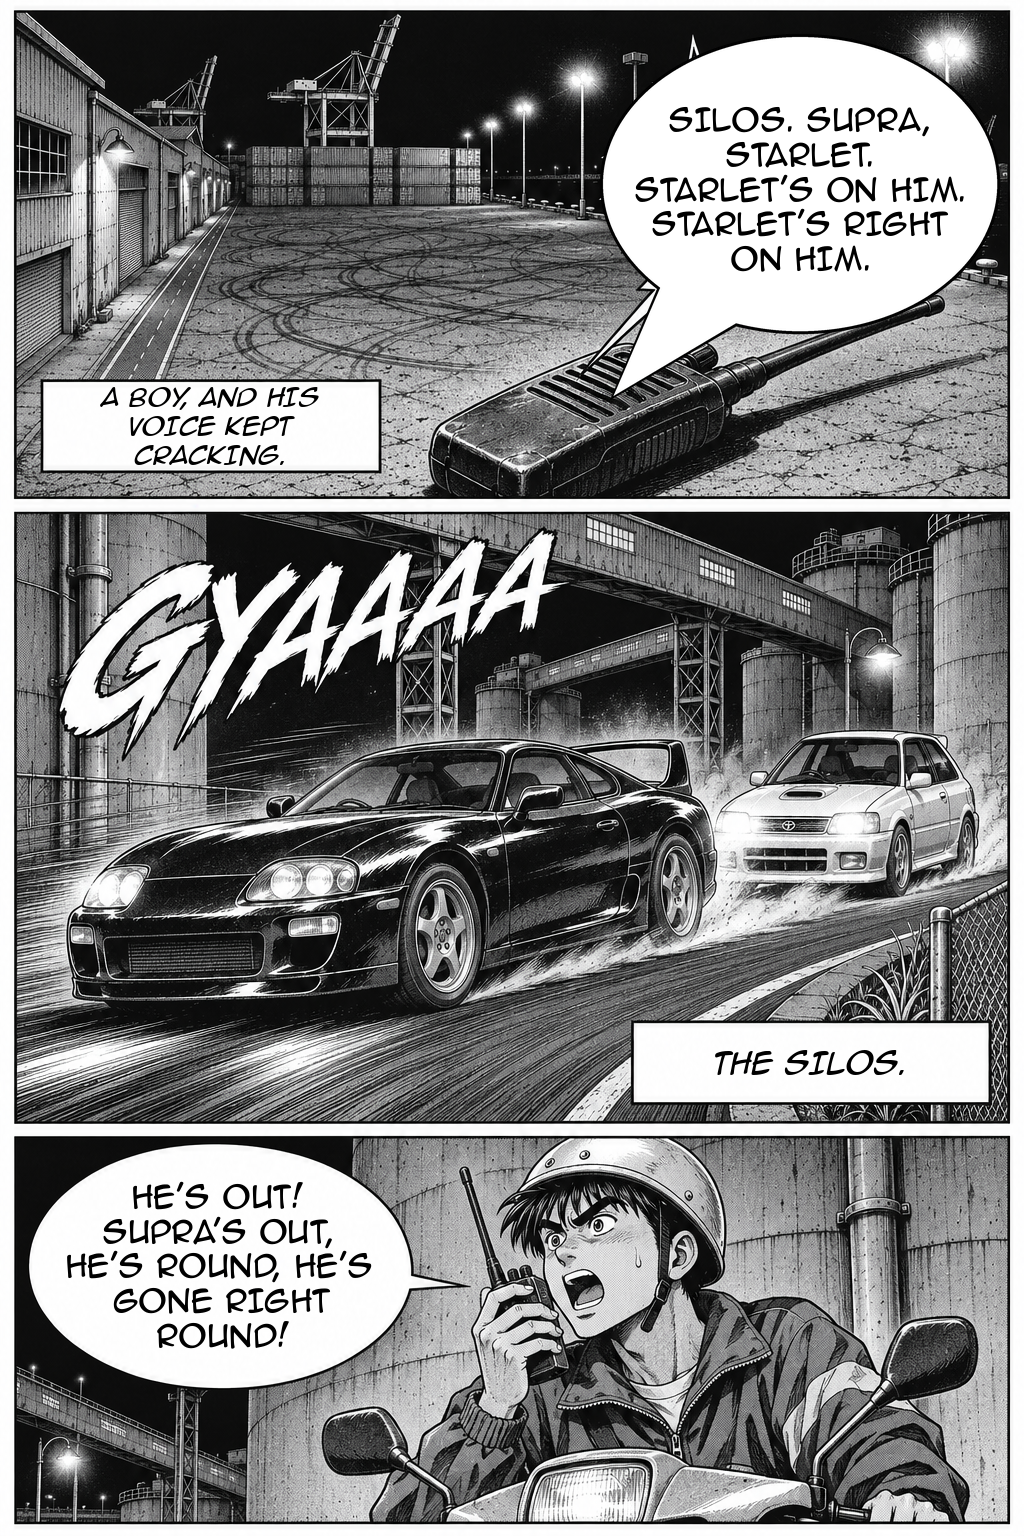 SILOS. SUPRA,
STARLET.
STARLET'S ON HIM.
STARLET'S RIGHT
ON HIM.
A BOY, AND HIS
VOICE KEPT
CRACKING.
GYAAAA
THE SILOS.
HE'S OUT!
SUPRA'S OUT,
HE'S ROUND, HE'S
GONE RIGHT
ROUND!